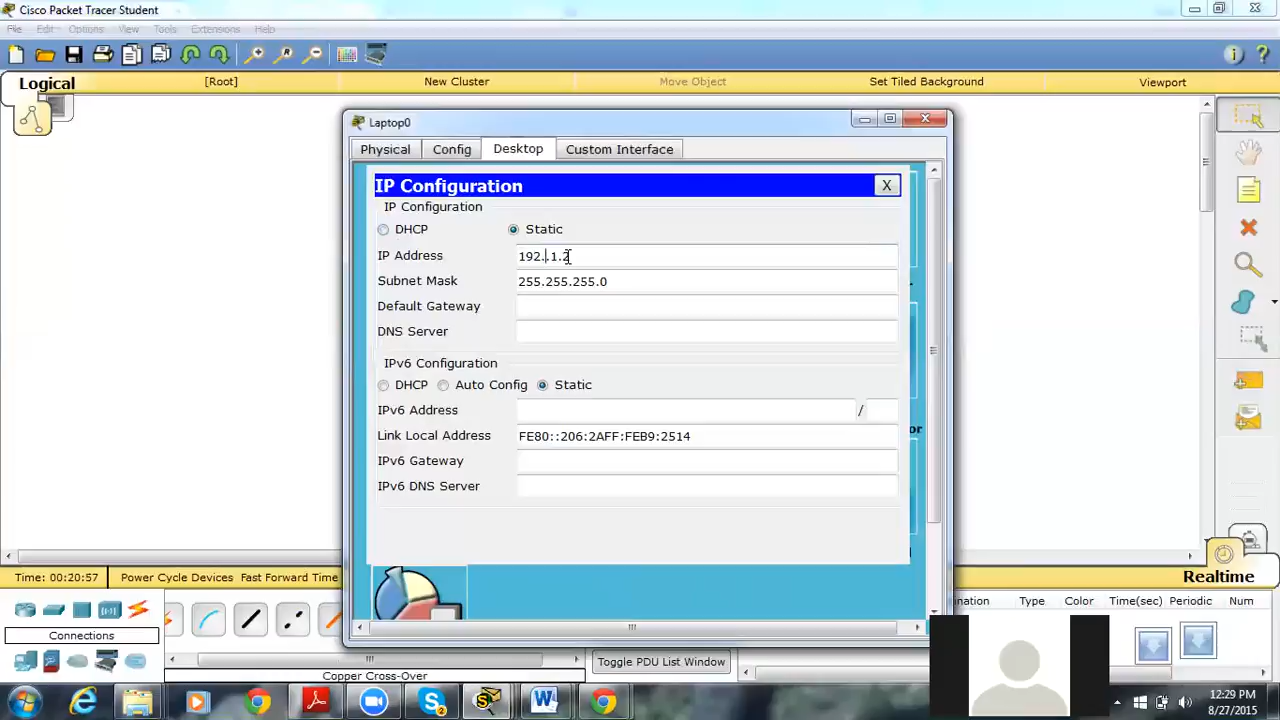 Cisco Packet Tracer Student
File Edit Options View Tools Extensions Help
Logical [Root] New Cluster Move Object Set Tiled Background Viewport
Laptop0
Physical Config Desktop Custom Interface
IP Configuration X
IP Configuration
DHCP Static
IP Address 192..1.2
Subnet Mask 255.255.255.0
Default Gateway
DNS Server
IPv6 Configuration
DHCP Auto Config Static
IPv6 Address /
Link Local Address FE80::206:2AFF:FEB9:2514
IPv6 Gateway
IPv6 DNS Server
or
Time: 00:20:57 Power Cycle Devices Fast Forward Time
Realtime
Connections
Copper Cross-Over
Toggle PDU List Window
ination Type Color Time(sec) Periodic Num
12:29 PM
8/27/2015